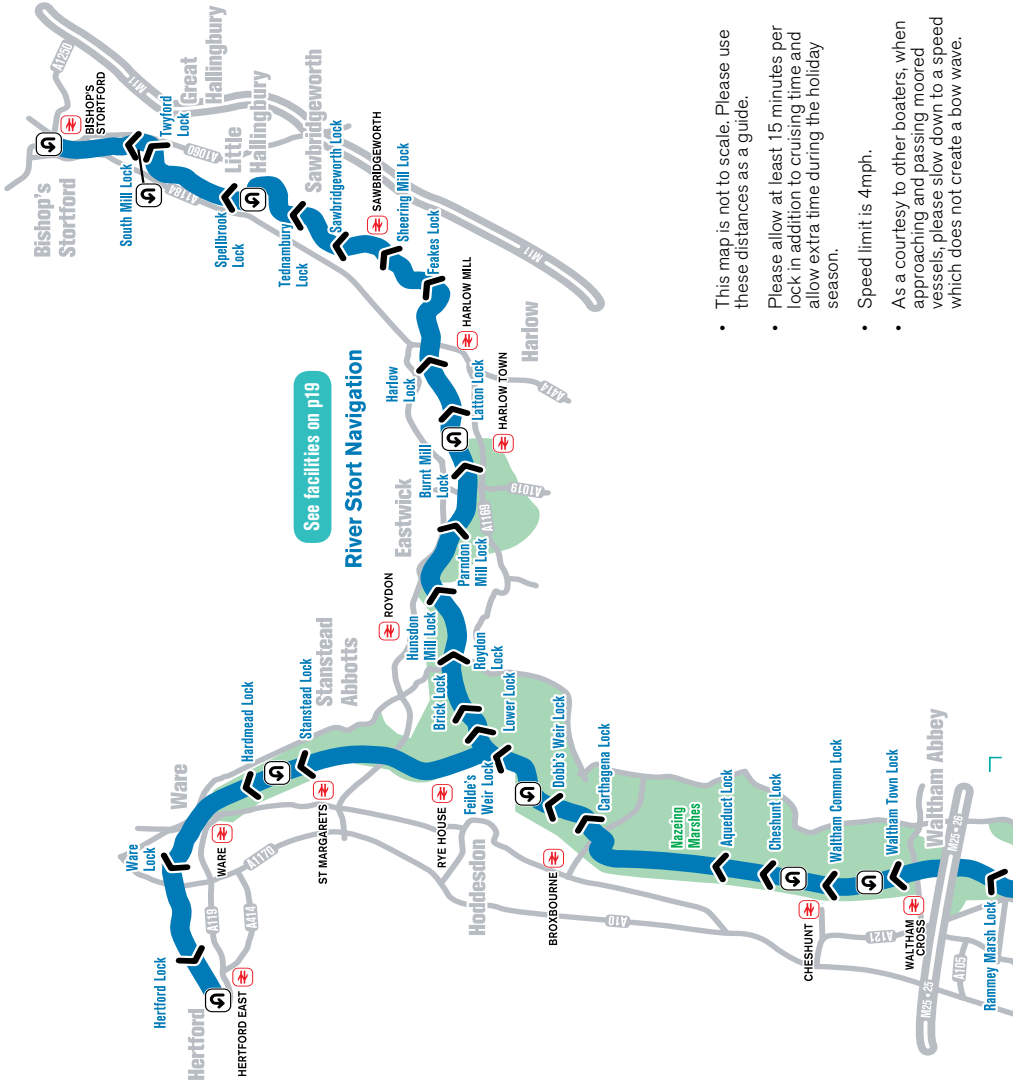 A1250
M11
BISHOP'S
STORTFORD
Great
Hallingbury
Twyford
Lock
A1060
Little
Hallingbury
Bishop's
Stortford
South Mill Lock
A1184
Spellbrook
Lock
Sawbridgeworth
Tednambury
Lock
Sawbridgeworth Lock
SAWBRIDGEWORTH
Sheering Mill Lock
Feakes Lock
M11
HARLOW MILL
Harlow
Harlow
Lock
Latton Lock
HARLOW TOWN
A414
See facilities on p19
River Stort Navigation
Burnt Mill
Lock
A1019
A1169
Eastwick
Parndon
Mill Lock
ROYDON
Hunsdon
Mill Lock
Roydon
Lock
Brick Lock
Lower Lock
Stanstead
Abbotts
Stanstead Lock
Hardmead Lock
Ware
Ware
Lock
WARE
ST MARGARETS
RYE HOUSE
Feilde's
Weir Lock
Dobb's Weir Lock
Carthagena Lock
Hoddesdon
BROXBOURNE
A1170
A119
A414
A10
Hertford Lock
Hertford
HERTFORD EAST
Nazeing
Marshes
Aqueduct Lock
Cheshunt Lock
Waltham Common Lock
Waltham Town Lock
Waltham Abbey
CHESHUNT
A121
WALTHAM
CROSS
M25 • 26
M25 • 25
A105
Rammey Marsh Lock
• This map is not to scale. Please use
these distances as a guide.
• Please allow at least 15 minutes per
lock in addition to cruising time and
allow extra time during the holiday
season.
• Speed limit is 4mph.
• As a courtesy to other boaters, when
approaching and passing moored
vessels, please slow down to a speed
which does not create a bow wave.